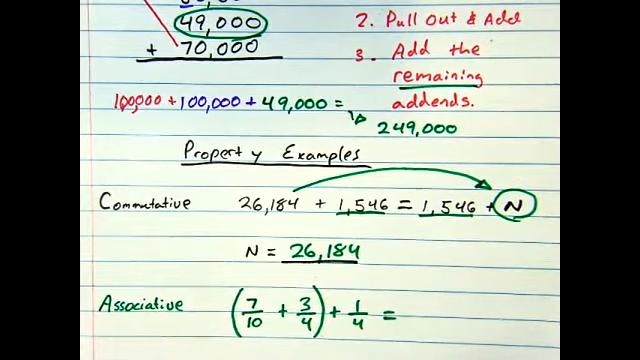 49,000
2. Pull Out & Add
+ 70,000
3. Add the
remaining
addends.
100,000 + 100,000 + 49,000 =
249,000
Property Examples
Commutative 26,184 + 1,546 = 1,546 + N
N = 26,184
Associative (7/10 + 3/4) + 1/4 =